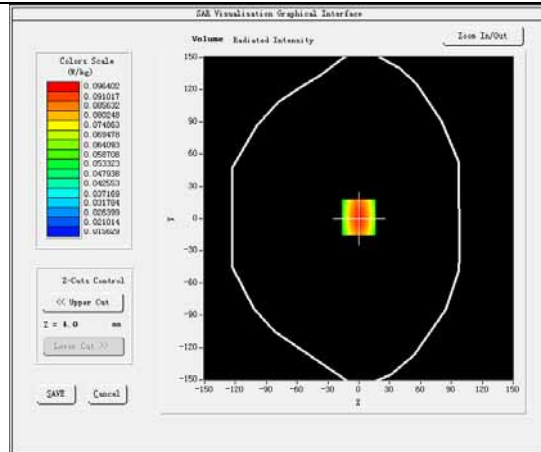 SAR Visualisation Graphical Interface
Volume Radiated Intensity
Zoom In/Out
Colors Scale
(W/kg)
0.096402
0.091017
0.085632
0.080248
0.074863
0.069478
0.064093
0.058708
0.053323
0.047938
0.042553
0.037169
0.031784
0.026399
0.021014
0.015629
150
120
90
60
30
0
-30
-60
-90
-120
-150
Y
-150 -120 -90 -60 -30 0 30 60 90 120 150
X
Z-Cuts Control
<< Upper Cut
Z = 4.0 mm
Lower Cut >>
SAVE Cancel